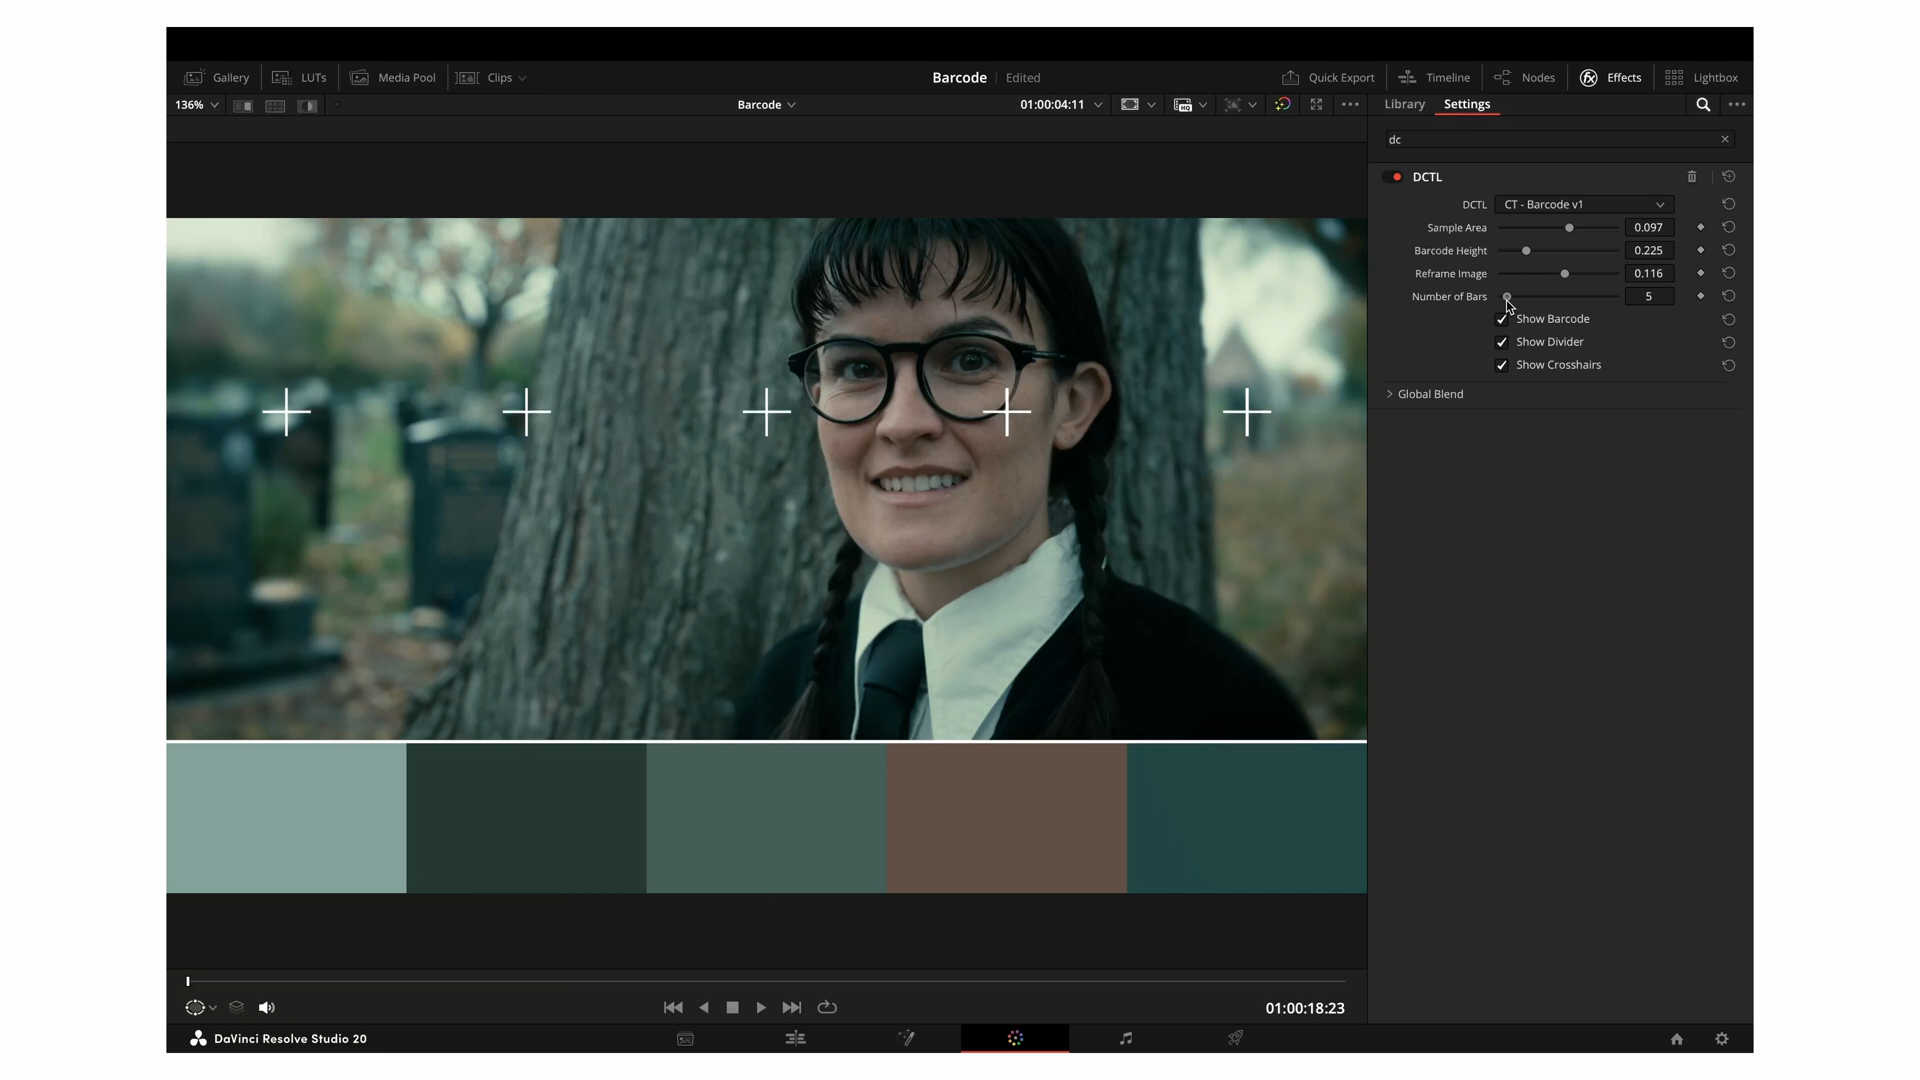 Gallery LUTs Media Pool Clips Barcode Edited Quick Export Timeline Nodes Effects Lightbox
136% Barcode 01:00:04:11 Library Settings
dc
DCTL
DCTL CT - Barcode v1
Sample Area 0.097
Barcode Height 0.225
Reframe Image 0.116
Number of Bars 5
Show Barcode
Show Divider
Show Crosshairs
Global Blend
01:00:18:23
DaVinci Resolve Studio 20